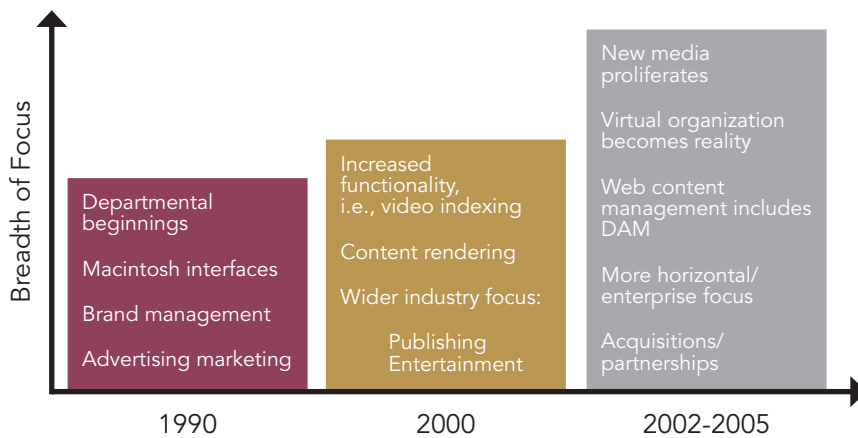 Breadth of Focus
Departmental
beginnings
Macintosh interfaces
Brand management
Advertising marketing
Increased
functionality,
i.e., video indexing
Content rendering
Wider industry focus:
Publishing
Entertainment
New media
proliferates
Virtual organization
becomes reality
Web content
management includes
DAM
More horizontal/
enterprise focus
Acquisitions/
partnerships
1990
2000
2002-2005